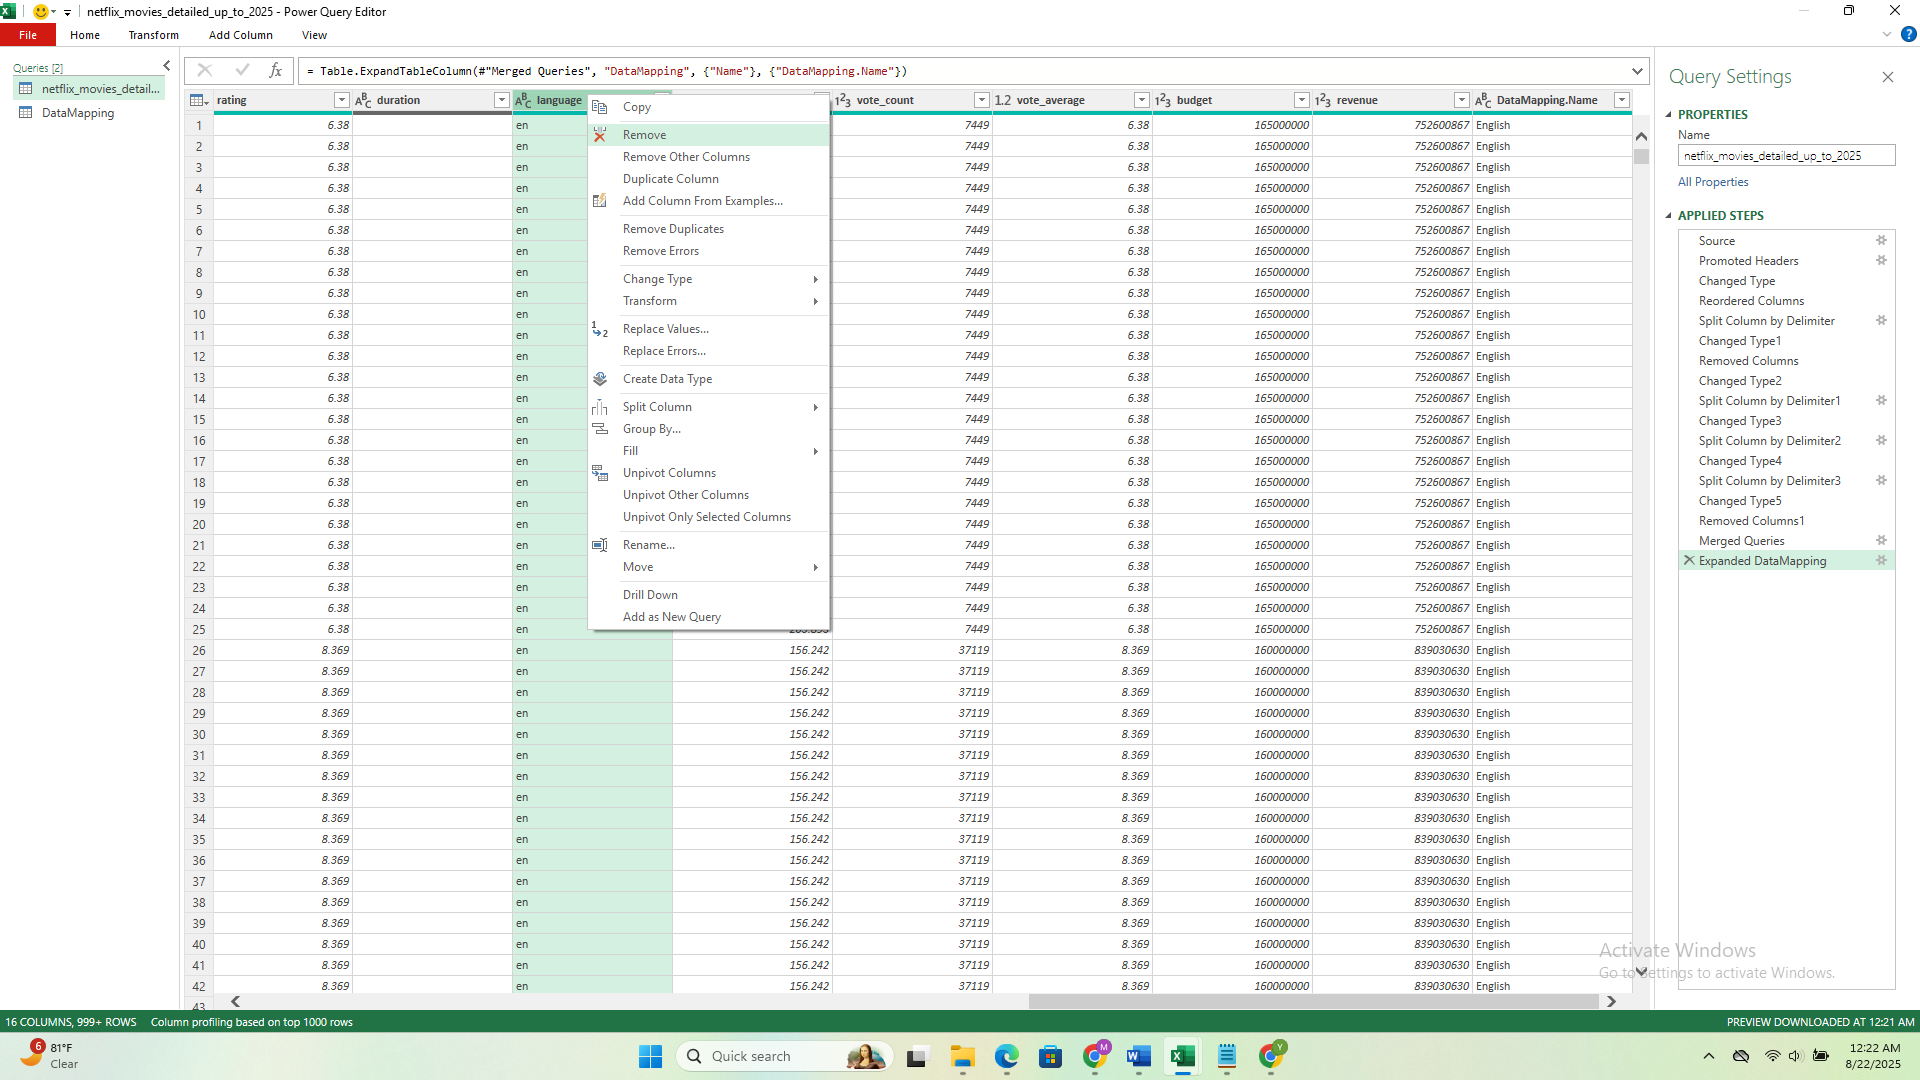 netflix_movies_detailed_up_to_2025 - Power Query Editor
File Home Transform Add Column View
Queries [2]
netflix_movies_detail...
DataMapping
= Table.ExpandTableColumn(#"Merged Queries", "DataMapping", {"Name"}, {"DataMapping.Name"})
rating duration language vote_count vote_average budget revenue DataMapping.Name
1 6.38 en 7449 6.38 165000000 752600867 English
2 6.38 en 7449 6.38 165000000 752600867 English
3 6.38 en 7449 6.38 165000000 752600867 English
4 6.38 en 7449 6.38 165000000 752600867 English
5 6.38 en 7449 6.38 165000000 752600867 English
6 6.38 en 7449 6.38 165000000 752600867 English
7 6.38 en 7449 6.38 165000000 752600867 English
8 6.38 en 7449 6.38 165000000 752600867 English
9 6.38 en 7449 6.38 165000000 752600867 English
10 6.38 en 7449 6.38 165000000 752600867 English
11 6.38 en 7449 6.38 165000000 752600867 English
12 6.38 en 7449 6.38 165000000 752600867 English
13 6.38 en 7449 6.38 165000000 752600867 English
14 6.38 en 7449 6.38 165000000 752600867 English
15 6.38 en 7449 6.38 165000000 752600867 English
16 6.38 en 7449 6.38 165000000 752600867 English
17 6.38 en 7449 6.38 165000000 752600867 English
18 6.38 en 7449 6.38 165000000 752600867 English
19 6.38 en 7449 6.38 165000000 752600867 English
20 6.38 en 7449 6.38 165000000 752600867 English
21 6.38 en 7449 6.38 165000000 752600867 English
22 6.38 en 7449 6.38 165000000 752600867 English
23 6.38 en 7449 6.38 165000000 752600867 English
24 6.38 en 7449 6.38 165000000 752600867 English
25 6.38 en 7449 6.38 165000000 752600867 English
26 8.369 en 156.242 37119 8.369 160000000 839030630 English
27 8.369 en 156.242 37119 8.369 160000000 839030630 English
28 8.369 en 156.242 37119 8.369 160000000 839030630 English
29 8.369 en 156.242 37119 8.369 160000000 839030630 English
30 8.369 en 156.242 37119 8.369 160000000 839030630 English
31 8.369 en 156.242 37119 8.369 160000000 839030630 English
32 8.369 en 156.242 37119 8.369 160000000 839030630 English
33 8.369 en 156.242 37119 8.369 160000000 839030630 English
34 8.369 en 156.242 37119 8.369 160000000 839030630 English
35 8.369 en 156.242 37119 8.369 160000000 839030630 English
36 8.369 en 156.242 37119 8.369 160000000 839030630 English
37 8.369 en 156.242 37119 8.369 160000000 839030630 English
38 8.369 en 156.242 37119 8.369 160000000 839030630 English
39 8.369 en 156.242 37119 8.369 160000000 839030630 English
40 8.369 en 156.242 37119 8.369 160000000 839030630 English
41 8.369 en 156.242 37119 8.369 160000000 839030630 English
42 8.369 en 156.242 37119 8.369 160000000 839030630 English
43
Copy
Remove
Remove Other Columns
Duplicate Column
Add Column From Examples...
Remove Duplicates
Remove Errors
Change Type
Transform
Replace Values...
Replace Errors...
Create Data Type
Split Column
Group By...
Fill
Unpivot Columns
Unpivot Other Columns
Unpivot Only Selected Columns
Rename...
Move
Drill Down
Add as New Query
Query Settings
PROPERTIES
Name
netflix_movies_detailed_up_to_2025
All Properties
APPLIED STEPS
Source
Promoted Headers
Changed Type
Reordered Columns
Split Column by Delimiter
Changed Type1
Removed Columns
Changed Type2
Split Column by Delimiter1
Changed Type3
Split Column by Delimiter2
Changed Type4
Split Column by Delimiter3
Changed Type5
Removed Columns1
Merged Queries
Expanded DataMapping
Activate Windows
Go to Settings to activate Windows.
16 COLUMNS, 999+ ROWS Column profiling based on top 1000 rows PREVIEW DOWNLOADED AT 12:21 AM
6
81°F
Clear
Quick search
12:22 AM
8/22/2025